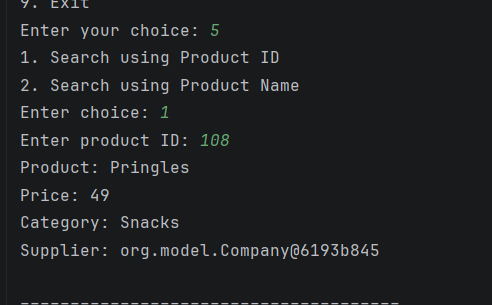 9. Exit
Enter your choice: 5
1. Search using Product ID
2. Search using Product Name
Enter choice: 1
Enter product ID: 108
Product: Pringles
Price: 49
Category: Snacks
Supplier: org.model.Company@6193b845
======================================